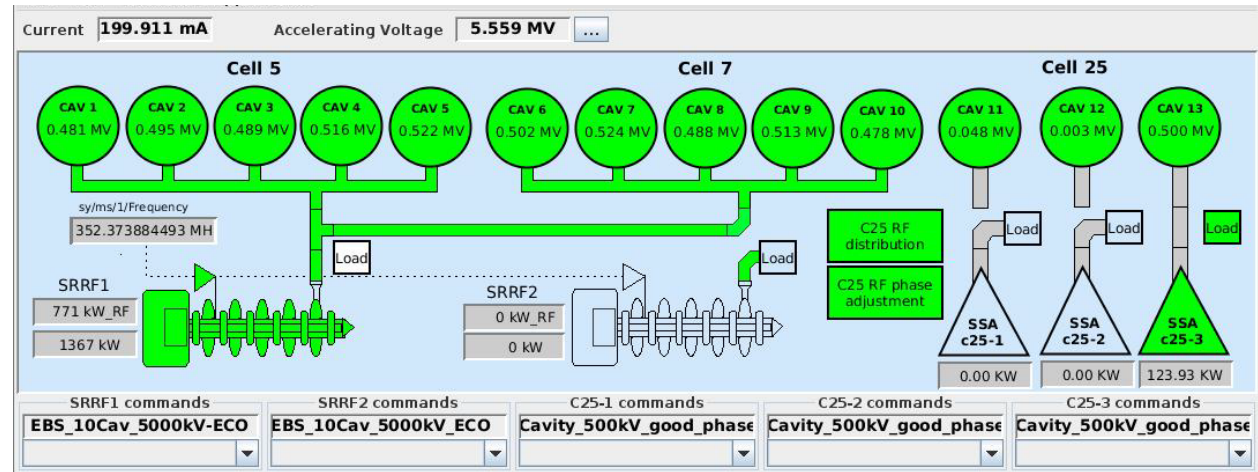 Current 199.911 mA Accelerating Voltage 5.559 MV ...
Cell 5 Cell 7 Cell 25
CAV 1 CAV 2 CAV 3 CAV 4 CAV 5 CAV 6 CAV 7 CAV 8 CAV 9 CAV 10 CAV 11 CAV 12 CAV 13
0.481 MV 0.495 MV 0.489 MV 0.516 MV 0.522 MV 0.502 MV 0.524 MV 0.488 MV 0.513 MV 0.478 MV 0.048 MV 0.003 MV 0.500 MV
sy/ms/1/Frequency
352.373884493 MH
C25 RF
distribution
Load Load Load
Load Load
C25 RF phase
adjustment
SRRF1 SRRF2
771 kW_RF 0 kW_RF
1367 kW 0 kW
SSA SSA SSA
c25-1 c25-2 c25-3
0.00 KW 0.00 KW 123.93 KW
SRRF1 commands SRRF2 commands C25-1 commands C25-2 commands C25-3 commands
EBS_10Cav_5000kV-ECO EBS_10Cav_5000kV_ECO Cavity_500kV_good_phase Cavity_500kV_good_phase Cavity_500kV_good_phase